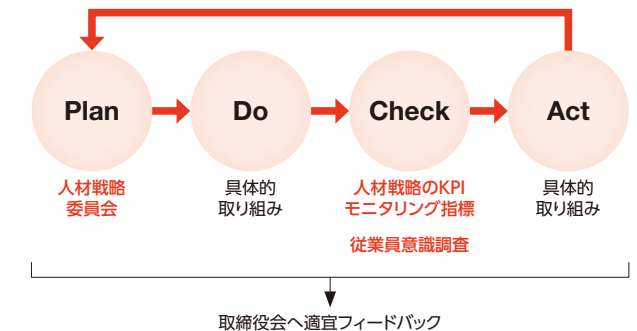 Plan
Do
Check
Act
人材戦略
委員会
具体的
取り組み
人材戦略のKPI
モニタリング指標
従業員意識調査
具体的
取り組み
取締役会へ適宜フィードバック